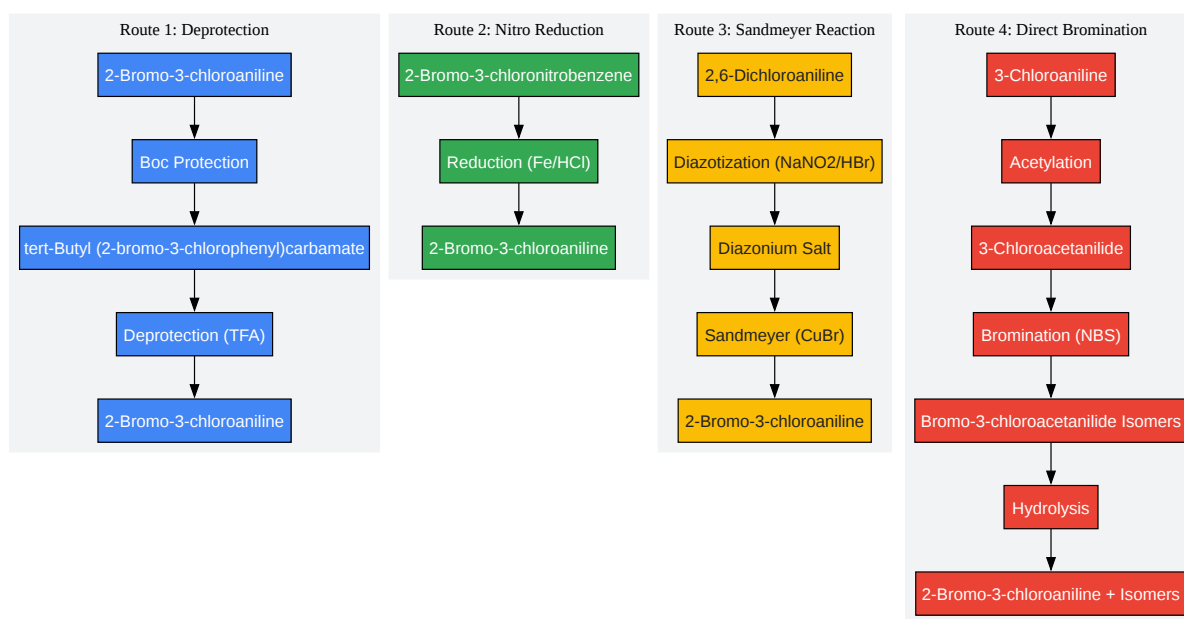 Route 1: Deprotection
2-Bromo-3-chloroaniline
Boc Protection
tert-Butyl (2-bromo-3-chlorophenyl)carbamate
Deprotection (TFA)
2-Bromo-3-chloroaniline
Route 2: Nitro Reduction
2-Bromo-3-chloronitrobenzene
Reduction (Fe/HCl)
2-Bromo-3-chloroaniline
Route 3: Sandmeyer Reaction
2,6-Dichloroaniline
Diazotization (NaNO2/HBr)
Diazonium Salt
Sandmeyer (CuBr)
2-Bromo-3-chloroaniline
Route 4: Direct Bromination
3-Chloroaniline
Acetylation
3-Chloroacetanilide
Bromination (NBS)
Bromo-3-chloroacetanilide Isomers
Hydrolysis
2-Bromo-3-chloroaniline + Isomers